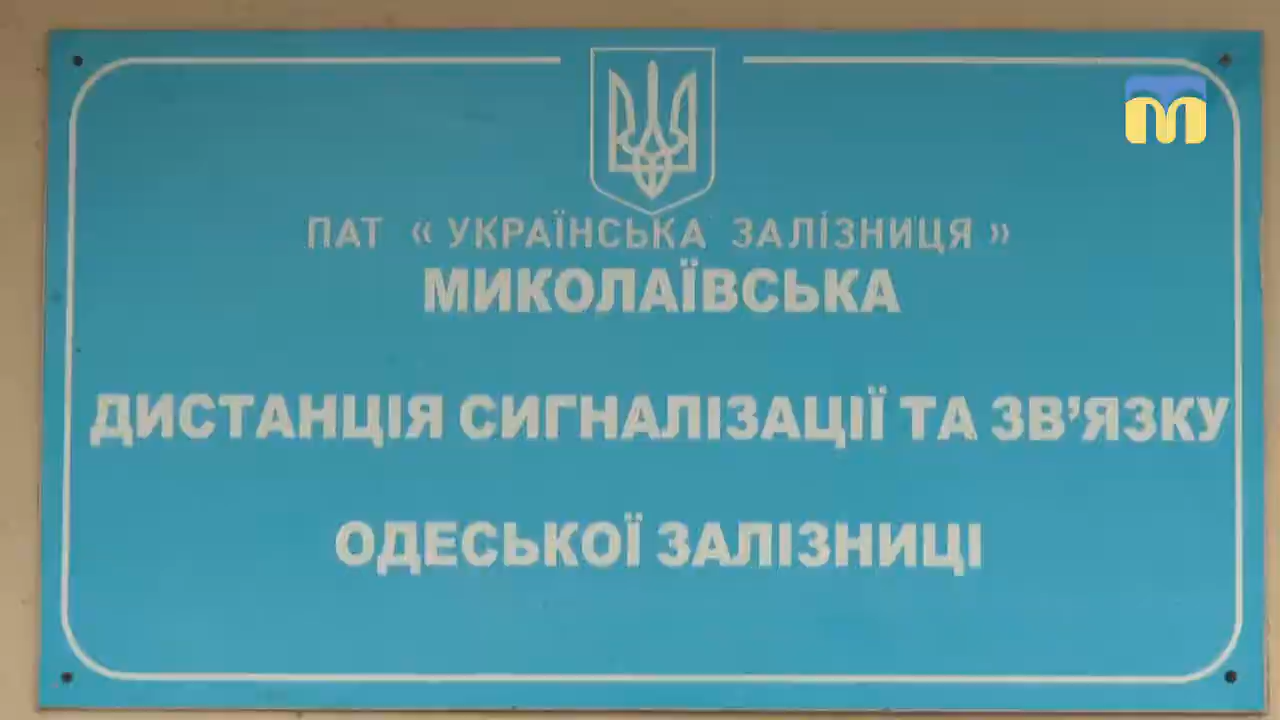 ПАТ « УКРАЇНСЬКА ЗАЛІЗНИЦЯ »
МИКОЛАЇВСЬКА
ДИСТАНЦІЯ СИГНАЛІЗАЦІЇ ТА ЗВ’ЯЗКУ
ОДЕСЬКОЇ ЗАЛІЗНИЦІ